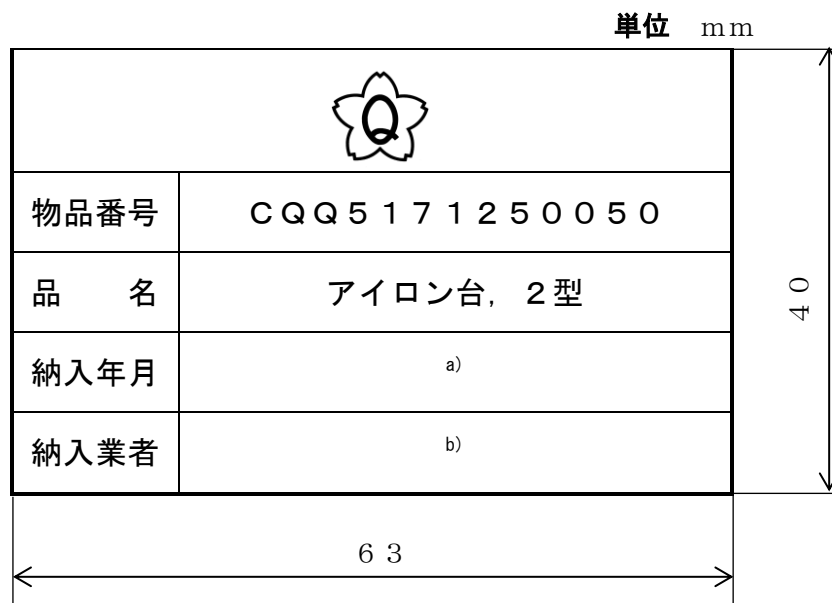 単位　ｍｍ
Q
物品番号　ＣＱＱ５１７１２５００５０
品　　名　アイロン台，２型
納入年月　a)
納入業者　b)
４０
６３